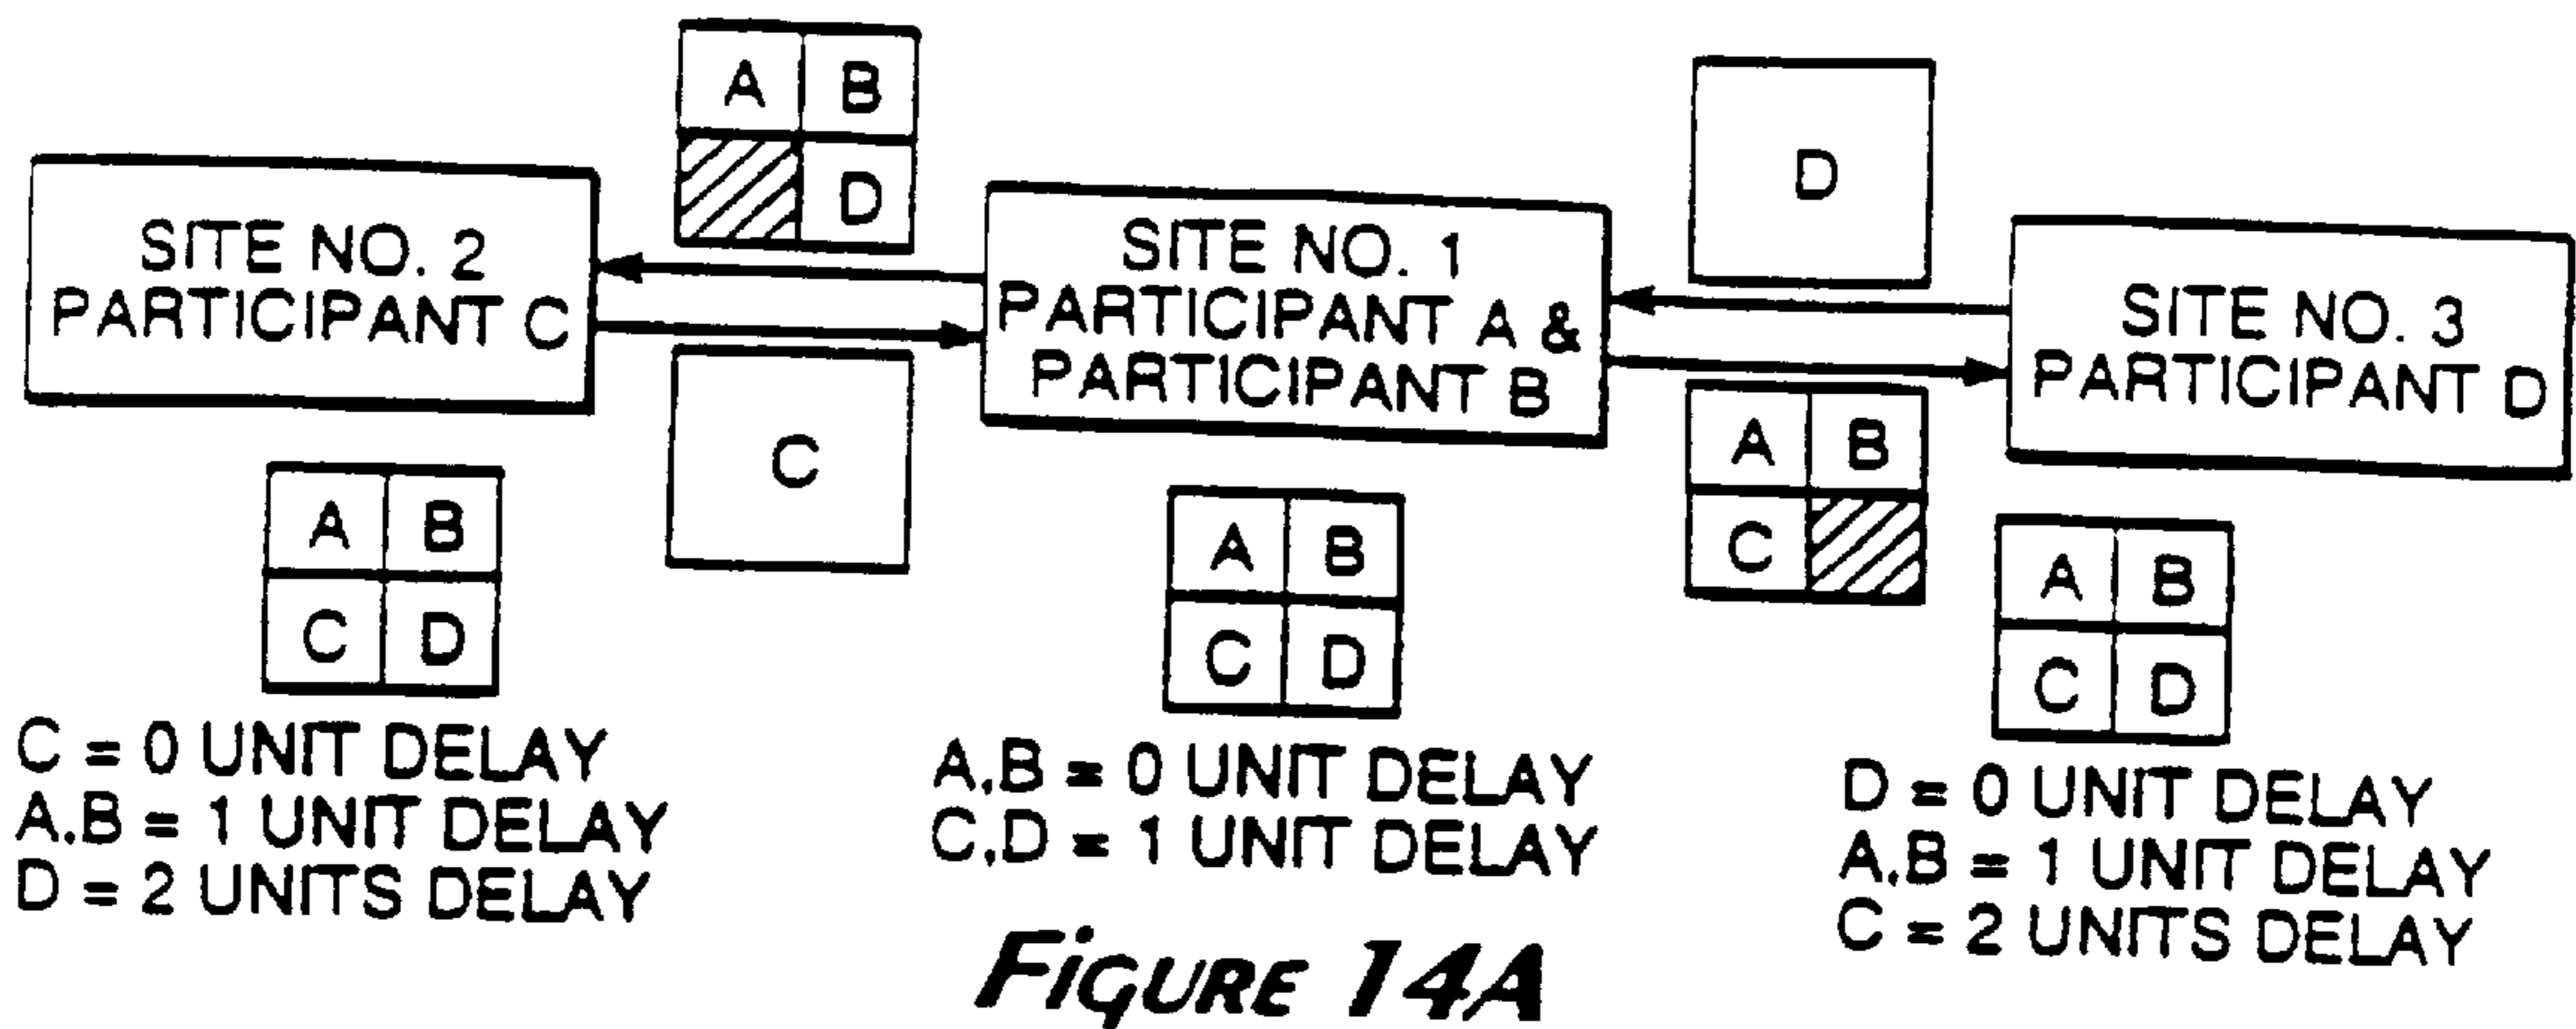 A B
D
D
SITE NO. 2
PARTICIPANT C
SITE NO. 1
PARTICIPANT A &
PARTICIPANT B
SITE NO. 3
PARTICIPANT D
C
A B
C
A B
C D
A B
C D
A B
C D
C = 0 UNIT DELAY
A,B = 1 UNIT DELAY
D = 2 UNITS DELAY
A,B = 0 UNIT DELAY
C,D = 1 UNIT DELAY
D = 0 UNIT DELAY
A,B = 1 UNIT DELAY
C = 2 UNITS DELAY
FIGURE 14A